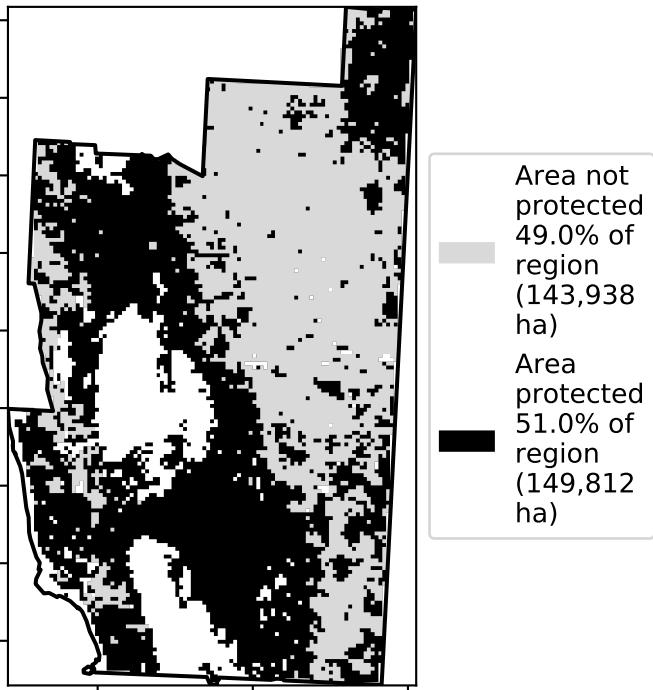 Area not
protected
49.0% of
region
(143,938
ha)
Area
protected
51.0% of
region
(149,812
ha)